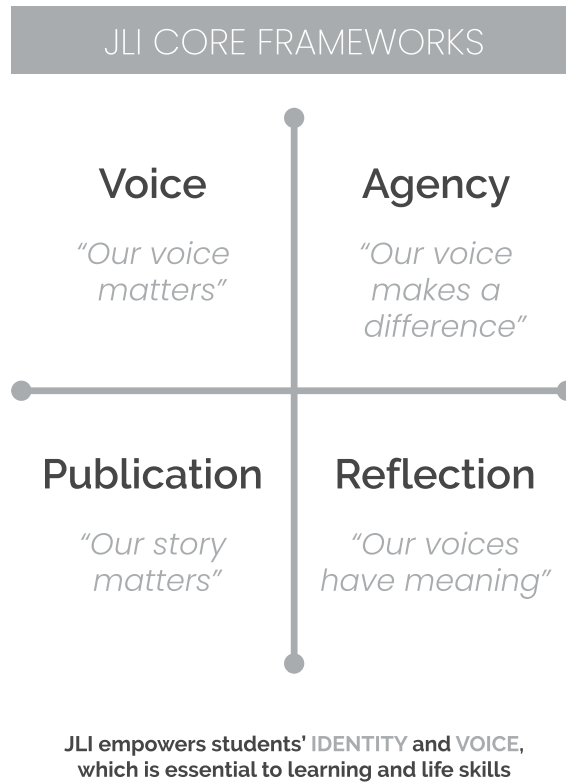 JLI CORE FRAMEWORKS
Voice
“Our voice
matters”
Agency
“Our voice
makes a
difference”
Publication
“Our story
matters”
Reflection
“Our voices
have meaning”
JLI empowers students’ IDENTITY and VOICE,
which is essential to learning and life skills